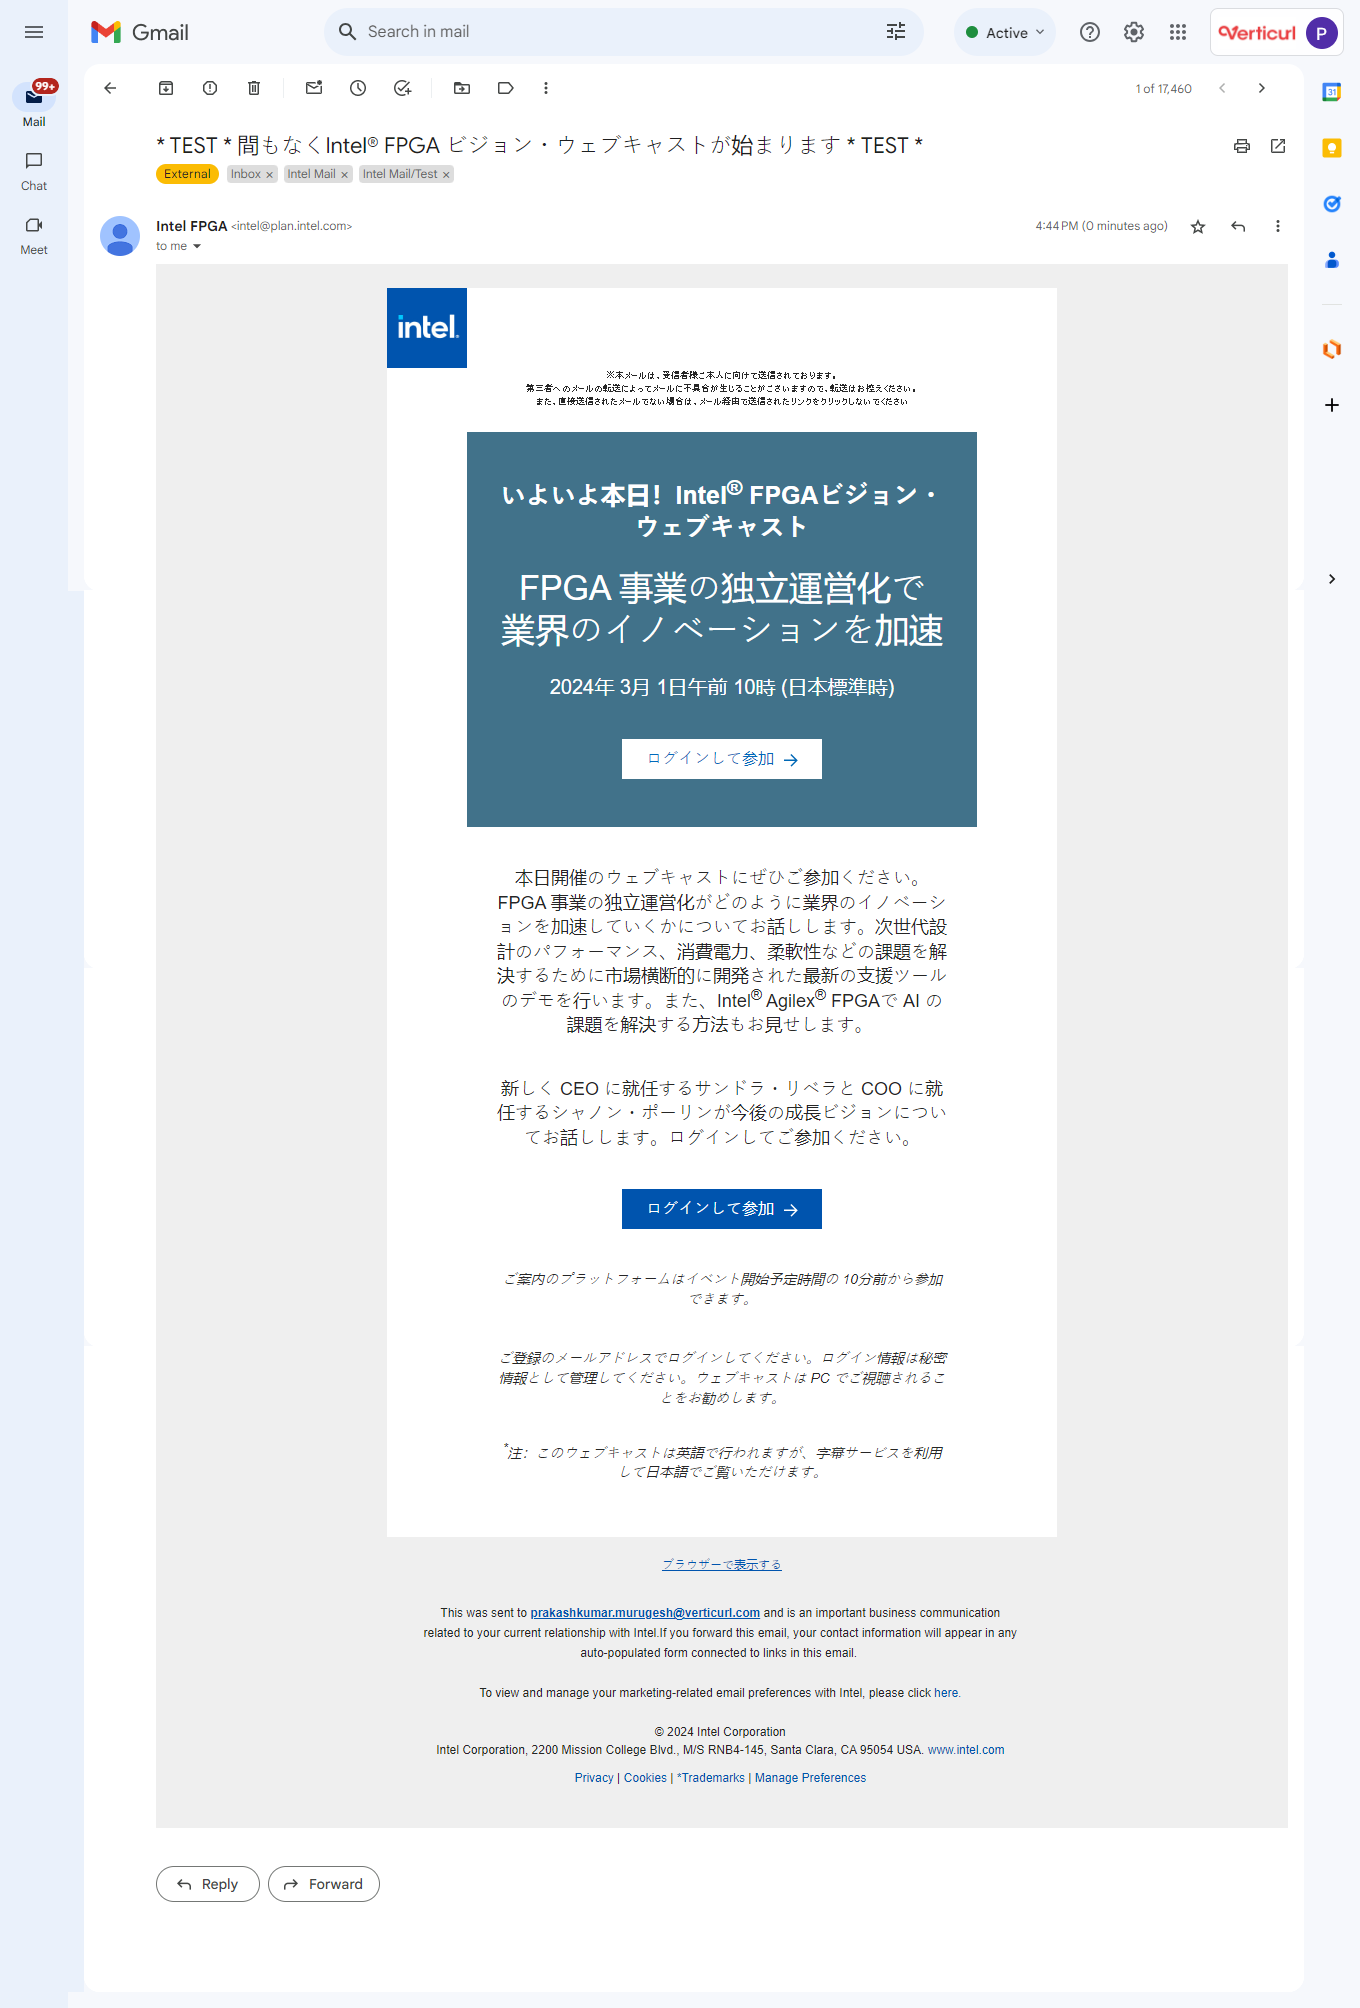 Gmail
Search in mail
Active
Verticurl
P
99+
Mail
Chat
Meet
1 of 17,460
* TEST * 間もなくIntel® FPGA ビジョン・ウェブキャストが始まります * TEST *
External
Inbox ×
Intel Mail ×
Intel Mail/Test ×
Intel FPGA <intel@plan.intel.com>
4:44 PM (0 minutes ago)
to me
31
intel.
※本メールは、受信者様ご本人に向けて送信されております。
第三者へのメールの転送によってメールに不具合が生じることがございますので、転送はお控えください。
また、直接送信されたメールでない場合は、メール経由で送信されたリンクをクリックしないでください
いよいよ本日！Intel® FPGAビジョン・
ウェブキャスト
FPGA 事業の独立運営化で
業界のイノベーションを加速
2024年 3月 1日午前 10時 (日本標準時)
ログインして参加 →
本日開催のウェブキャストにぜひご参加ください。
FPGA 事業の独立運営化がどのように業界のイノベーシ
ョンを加速していくかについてお話しします。次世代設
計のパフォーマンス、消費電力、柔軟性などの課題を解
決するために市場横断的に開発された最新の支援ツール
のデモを行います。また、Intel® Agilex® FPGAで AI の
課題を解決する方法もお見せします。
新しく CEO に就任するサンドラ・リベラと COO に就
任するシャノン・ポーリンが今後の成長ビジョンについ
てお話しします。ログインしてご参加ください。
ログインして参加 →
ご案内のプラットフォームはイベント開始予定時間の 10分前から参加
できます。
ご登録のメールアドレスでログインしてください。ログイン情報は秘密
情報として管理してください。ウェブキャストは PC でご視聴されるこ
とをお勧めします。
*注：このウェブキャストは英語で行われますが、字幕サービスを利用
して日本語でご覧いただけます。
ブラウザーで表示する
This was sent to prakashkumar.murugesh@verticurl.com and is an important business communication
related to your current relationship with Intel.If you forward this email, your contact information will appear in any
auto-populated form connected to links in this email.
To view and manage your marketing-related email preferences with Intel, please click here.
© 2024 Intel Corporation
Intel Corporation, 2200 Mission College Blvd., M/S RNB4-145, Santa Clara, CA 95054 USA. www.intel.com
Privacy | Cookies | *Trademarks | Manage Preferences
Reply
Forward